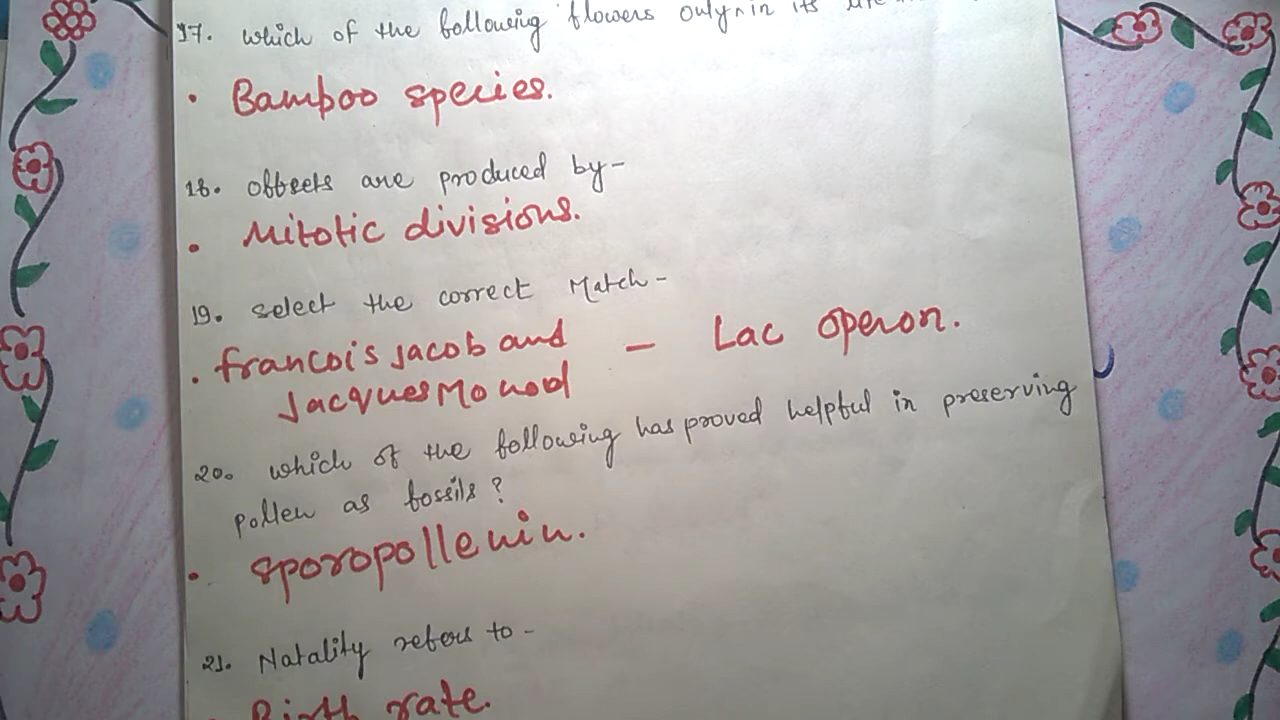 17. which of the following flowers only in its
• Bamboo species.
18. offsets are produced by-
• Mitotic divisions.
19. select the correct Match-
• francois Jacob and – Lac operon.
Jacques Monod
20. which of the following has proved helpful in preserving
pollen as fossils?
• sporopollenin.
21. Natality refers to-
• Birth rate.